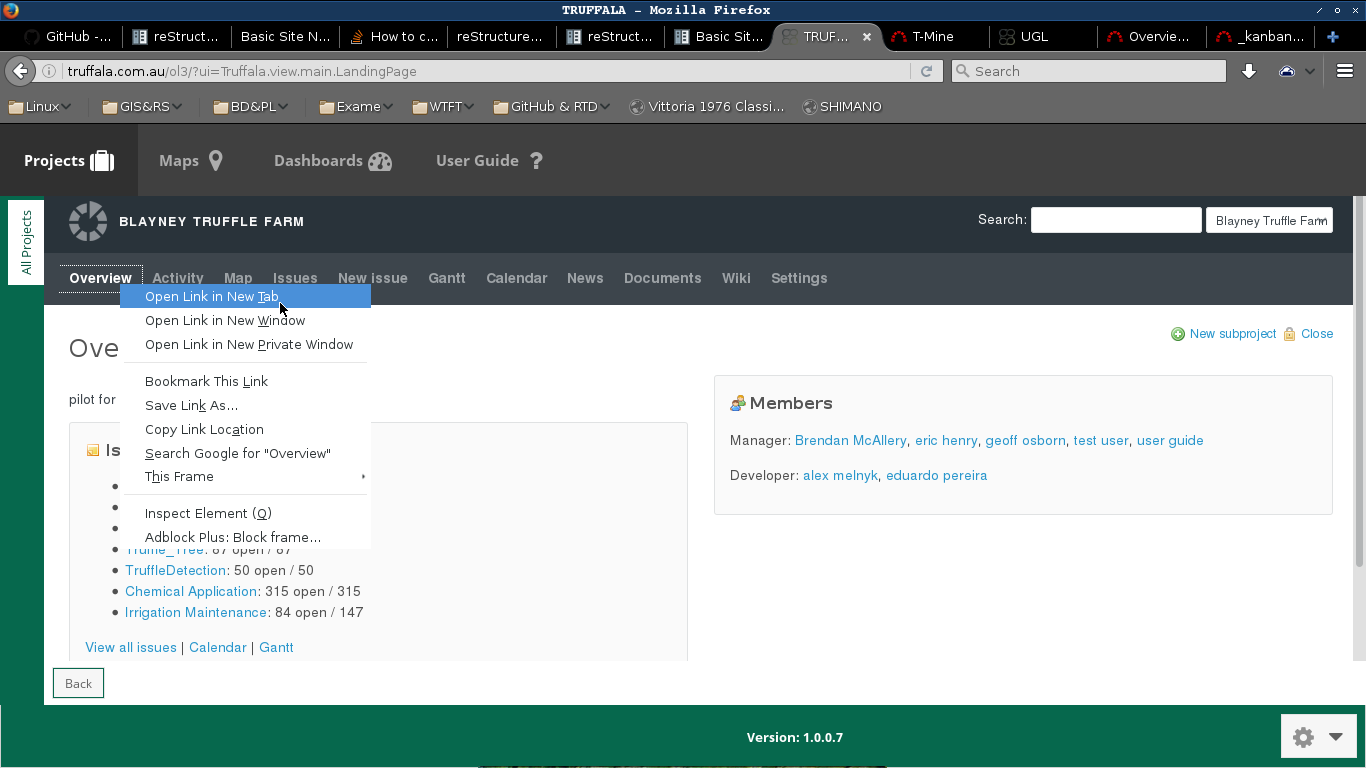 TRUFFALA - Mozilla Firefox
GitHub -... reStruct... Basic Site N... How to c... reStructure... reStruct... Basic Sit... TRUF... T-Mine UGL Overvie... _kanban...
truffala.com.au/ol3/?ui=Truffala.view.main.LandingPage Search
Linux GIS&RS BD&PL Exame WTFT GitHub & RTD Vittoria 1976 Classi... SHIMANO
Projects Maps Dashboards User Guide ?
All Projects
BLAYNEY TRUFFLE FARM Search: Blayney Truffle Farm
Overview Activity Map Issues New issue Gantt Calendar News Documents Wiki Settings
Open Link in New Tab
Open Link in New Window
Open Link in New Private Window
Bookmark This Link
Save Link As...
Copy Link Location
Search Google for "Overview"
This Frame
Inspect Element (Q)
Adblock Plus: Block frame...
New subproject Close
Ove
pilot for
Is
Truffle_Tree: 87 open / 87
TruffleDetection: 50 open / 50
Chemical Application: 315 open / 315
Irrigation Maintenance: 84 open / 147
View all issues | Calendar | Gantt
Members
Manager: Brendan McAllery, eric henry, geoff osborn, test user, user guide
Developer: alex melnyk, eduardo pereira
Back
Version: 1.0.0.7